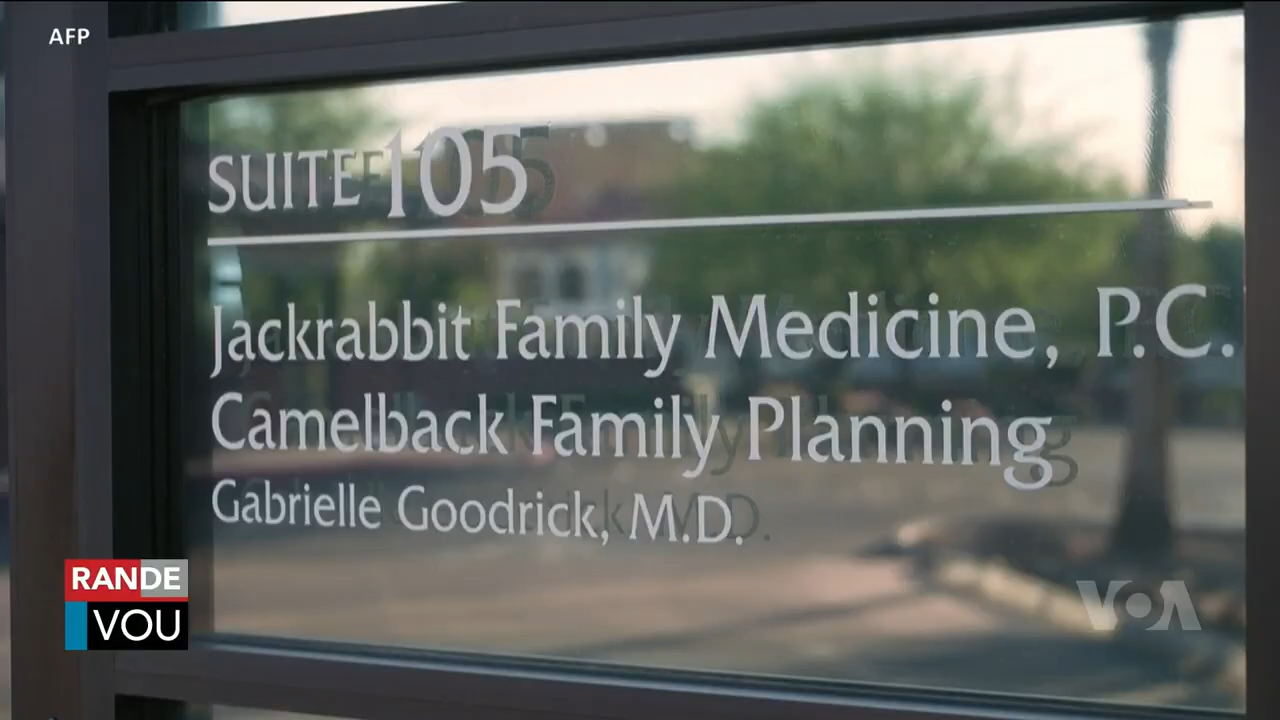 AFP
SUITE 105
Jackrabbit Family Medicine, P.C.
Camelback Family Planning
Gabrielle Goodrick, M.D.
RANDE
VOU
VOA